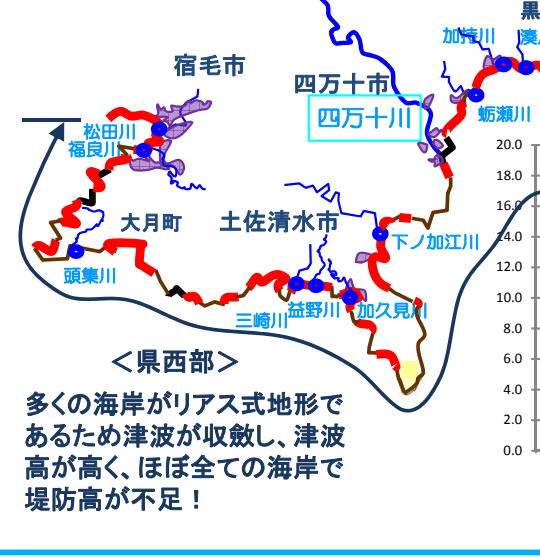 黒
加持川
湊川
宿毛市
四万十市
四万十川
蛎瀬川
松田川
福良川
大月町
土佐清水市
下ノ加江川
頭集川
三崎川
益野川
加久見川
20.0
18.0
16.0
14.0
12.0
10.0
8.0
6.0
4.0
2.0
0.0
＜県西部＞
多くの海岸がリアス式地形で
あるため津波が収斂し、津波
高が高く、ほぼ全ての海岸で
堤防高が不足！